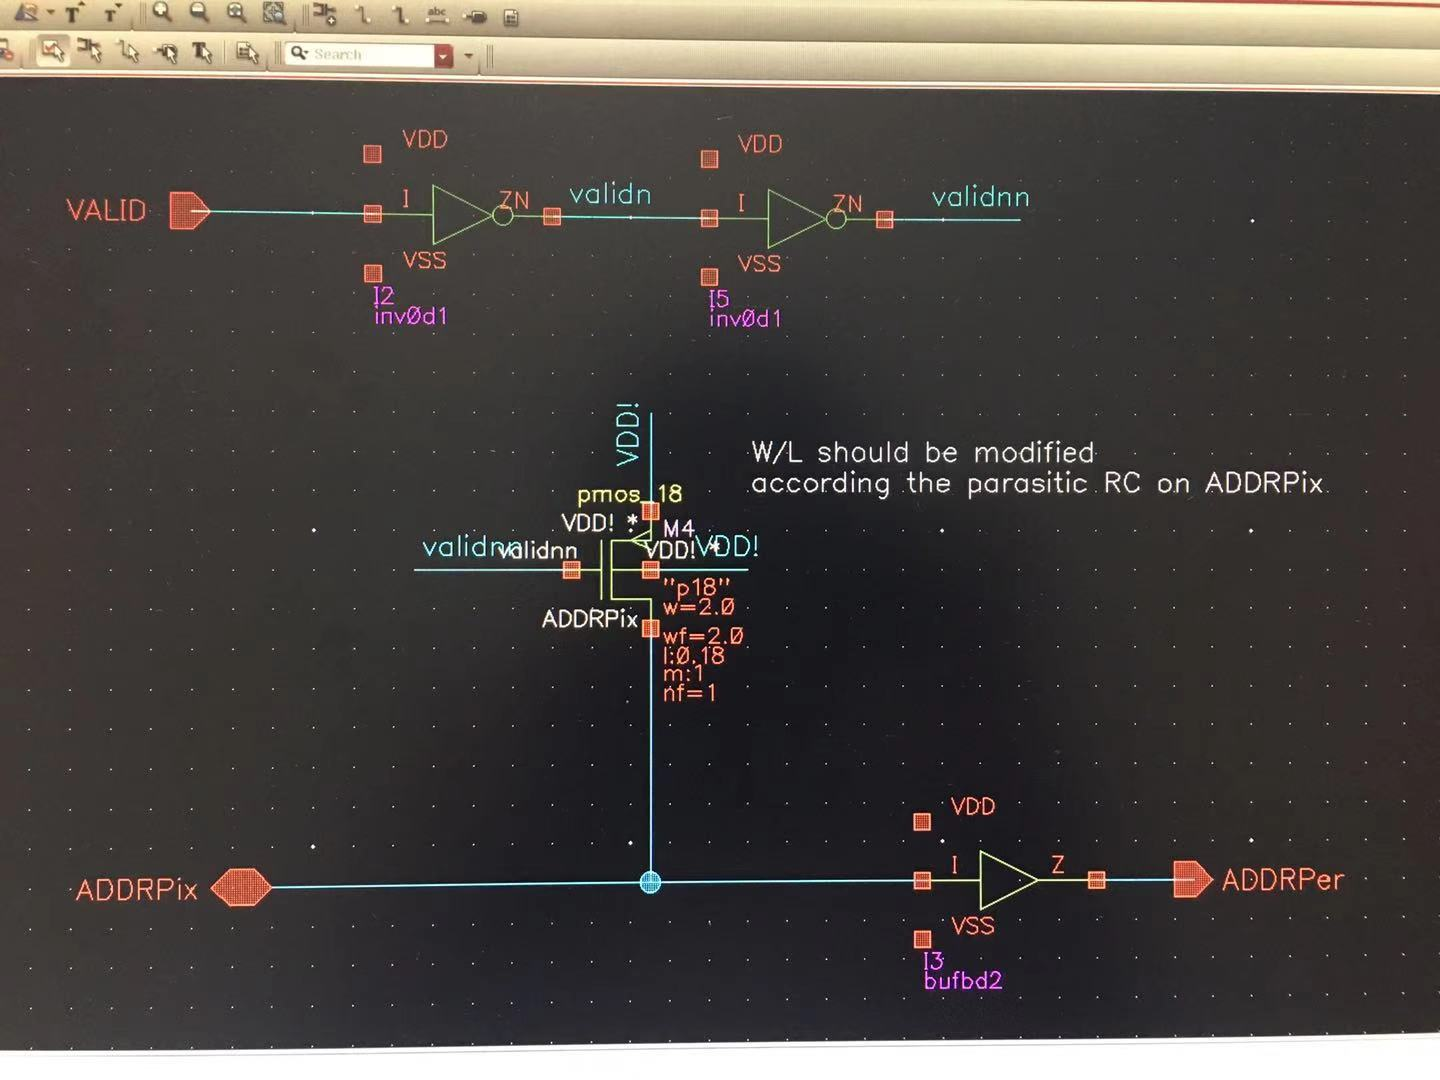 abc
Search
VDD
VDD
VALID
I
ZN
validn
I
ZN
validnn
VSS
VSS
I2
inv0d1
I5
inv0d1
VDD!
W/L should be modified
according the parasitic RC on ADDRPix
pmos_18
VDD! *
M4
validnn
validnn
VDD! *
VDD!
"p18"
w=2.0
ADDRPix
wf=2.0
l:0.18
m:1
nf=1
VDD
ADDRPix
I
Z
ADDRPer
VSS
I3
bufbd2